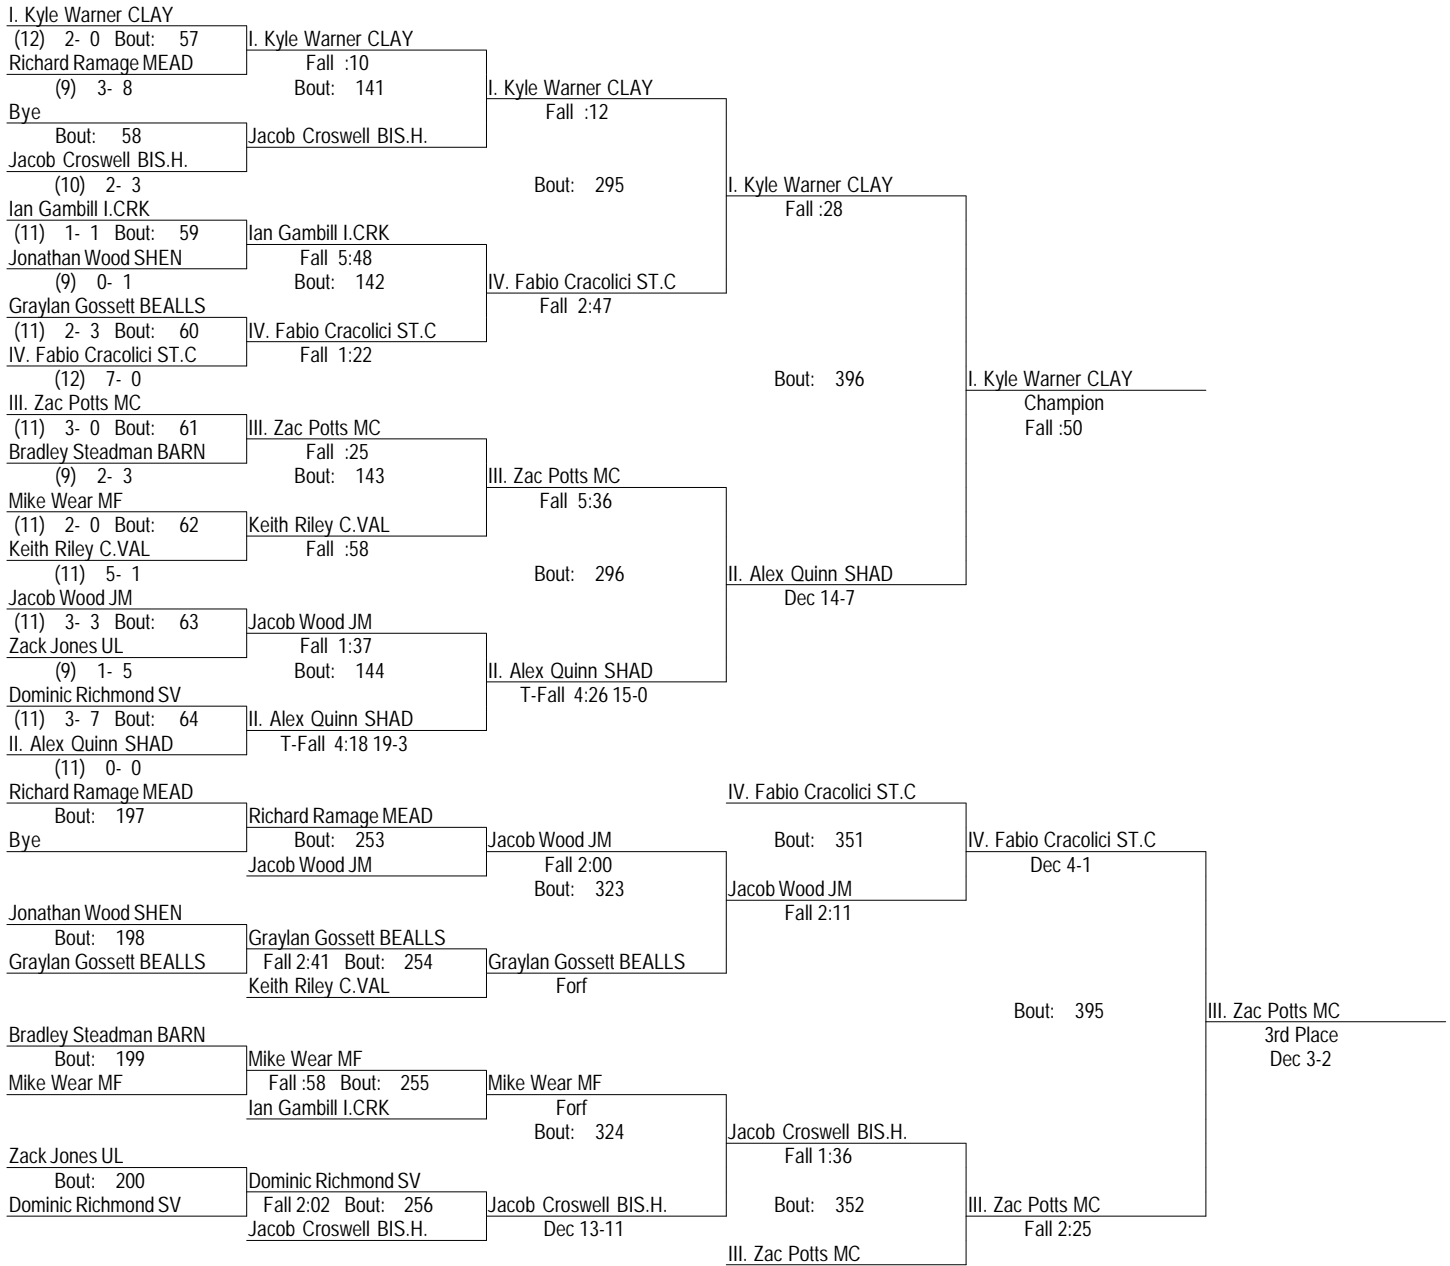 I. Kyle Warner CLAY
(12) 2- 0 Bout: 57
I. Kyle Warner CLAY
Richard Ramage MEAD
Fall :10
(9) 3- 8
Bout: 141
I. Kyle Warner CLAY
Bye
Fall :12
Bout: 58
Jacob Croswell BIS.H.
Jacob Croswell BIS.H.
(10) 2- 3
Bout: 295
I. Kyle Warner CLAY
Ian Gambill I.CRK
Fall :28
(11) 1- 1 Bout: 59
Ian Gambill I.CRK
Jonathan Wood SHEN
Fall 5:48
(9) 0- 1
Bout: 142
IV. Fabio Cracolici ST.C
Graylan Gossett BEALLS
Fall 2:47
(11) 2- 3 Bout: 60
IV. Fabio Cracolici ST.C
IV. Fabio Cracolici ST.C
Fall 1:22
(12) 7- 0
Bout: 396
I. Kyle Warner CLAY
III. Zac Potts MC
Champion
(11) 3- 0 Bout: 61
III. Zac Potts MC
Fall :50
Bradley Steadman BARN
Fall :25
(9) 2- 3
Bout: 143
III. Zac Potts MC
Mike Wear MF
Fall 5:36
(11) 2- 0 Bout: 62
Keith Riley C.VAL
Keith Riley C.VAL
Fall :58
(11) 5- 1
Bout: 296
II. Alex Quinn SHAD
Jacob Wood JM
Dec 14-7
(11) 3- 3 Bout: 63
Jacob Wood JM
Zack Jones UL
Fall 1:37
(9) 1- 5
Bout: 144
II. Alex Quinn SHAD
Dominic Richmond SV
T-Fall 4:26 15-0
(11) 3- 7 Bout: 64
II. Alex Quinn SHAD
II. Alex Quinn SHAD
T-Fall 4:18 19-3
(11) 0- 0
Richard Ramage MEAD
IV. Fabio Cracolici ST.C
Bout: 197
Richard Ramage MEAD
Bye
Bout: 253
Jacob Wood JM
Bout: 351
IV. Fabio Cracolici ST.C
Jacob Wood JM
Fall 2:00
Dec 4-1
Bout: 323
Jacob Wood JM
Jonathan Wood SHEN
Fall 2:11
Bout: 198
Graylan Gossett BEALLS
Graylan Gossett BEALLS
Fall 2:41 Bout: 254
Graylan Gossett BEALLS
Keith Riley C.VAL
Forf
Bout: 395
III. Zac Potts MC
Bradley Steadman BARN
3rd Place
Bout: 199
Mike Wear MF
Dec 3-2
Mike Wear MF
Fall :58 Bout: 255
Mike Wear MF
Ian Gambill I.CRK
Forf
Bout: 324
Jacob Croswell BIS.H.
Zack Jones UL
Fall 1:36
Bout: 200
Dominic Richmond SV
Dominic Richmond SV
Fall 2:02 Bout: 256
Jacob Croswell BIS.H.
Bout: 352
III. Zac Potts MC
Jacob Croswell BIS.H.
Dec 13-11
Fall 2:25
III. Zac Potts MC